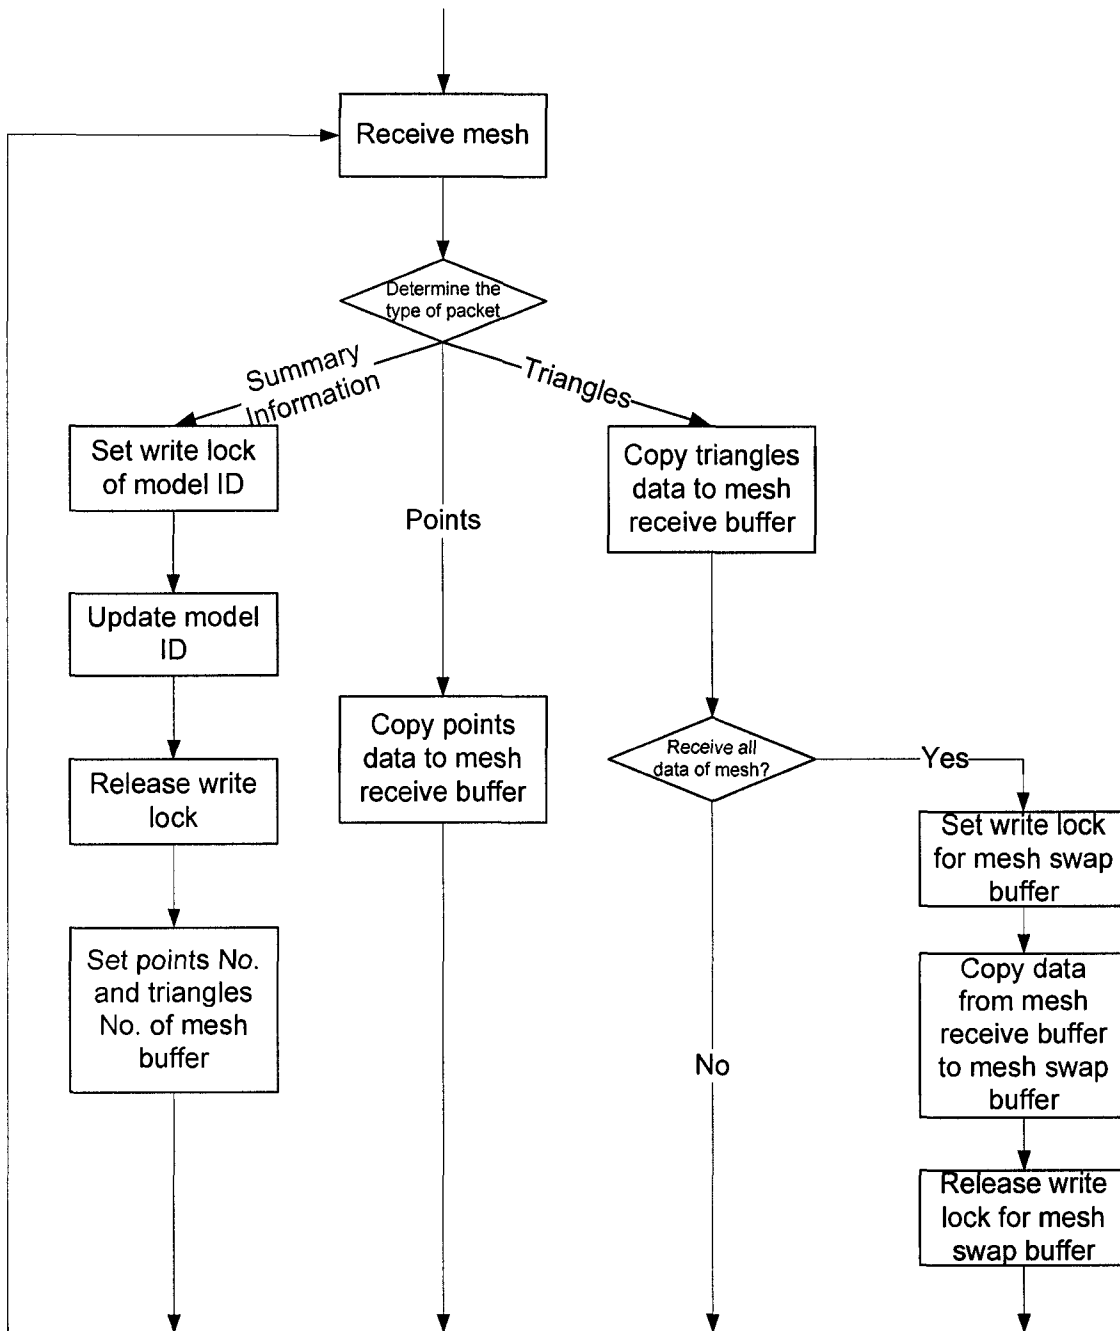 Receive mesh
Determine the
type of packet
Summary
Information
Triangles
Set write lock
of model ID
Copy triangles
data to mesh
receive buffer
Points
Update model
ID
Copy points
data to mesh
receive buffer
Receive all
data of mesh?
Yes
Release write
lock
Set write lock
for mesh swap
buffer
Set points No.
and triangles
No. of mesh
buffer
Copy data
from mesh
receive buffer
to mesh swap
buffer
No
Release write
lock for mesh
swap buffer